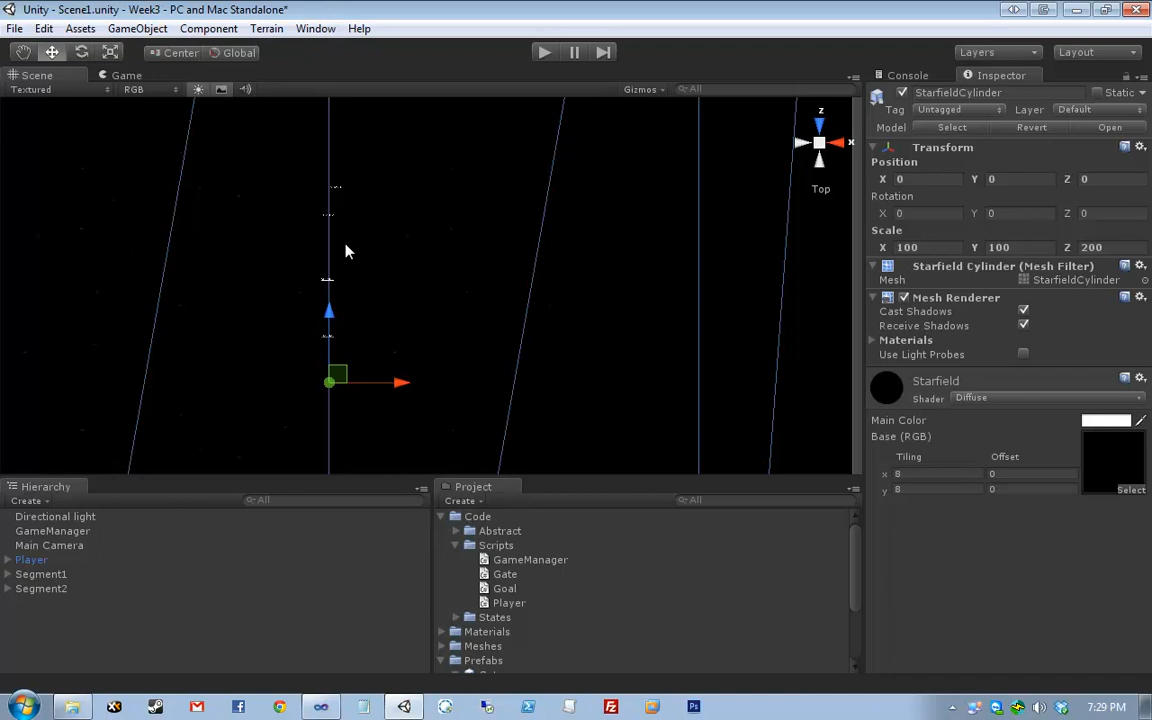 Unity - Scene1.unity - Week3 - PC and Mac Standalone*
File Edit Assets GameObject Component Terrain Window Help
Center Global Layers Layout
Scene Game Console Inspector
Textured RGB Gizmos All
StarfieldCylinder Static
Tag Untagged Layer Default
Model Select Revert Open
Transform
Position
X 0 Y 0 Z 0
Rotation
X 0 Y 0 Z 0
Scale
X 100 Y 100 Z 200
Starfield Cylinder (Mesh Filter)
Mesh StarfieldCylinder
Mesh Renderer
Cast Shadows
Receive Shadows
Materials
Use Light Probes
Starfield
Shader Diffuse
Main Color
Base (RGB)
Tiling Offset
x 8 0
y 8 0
Select
z
x
Top
Hierarchy
Create All
Directional light
GameManager
Main Camera
Player
Segment1
Segment2
Project
Create All
Code
Abstract
Scripts
GameManager
Gate
Goal
Player
States
Materials
Meshes
Prefabs
7:29 PM